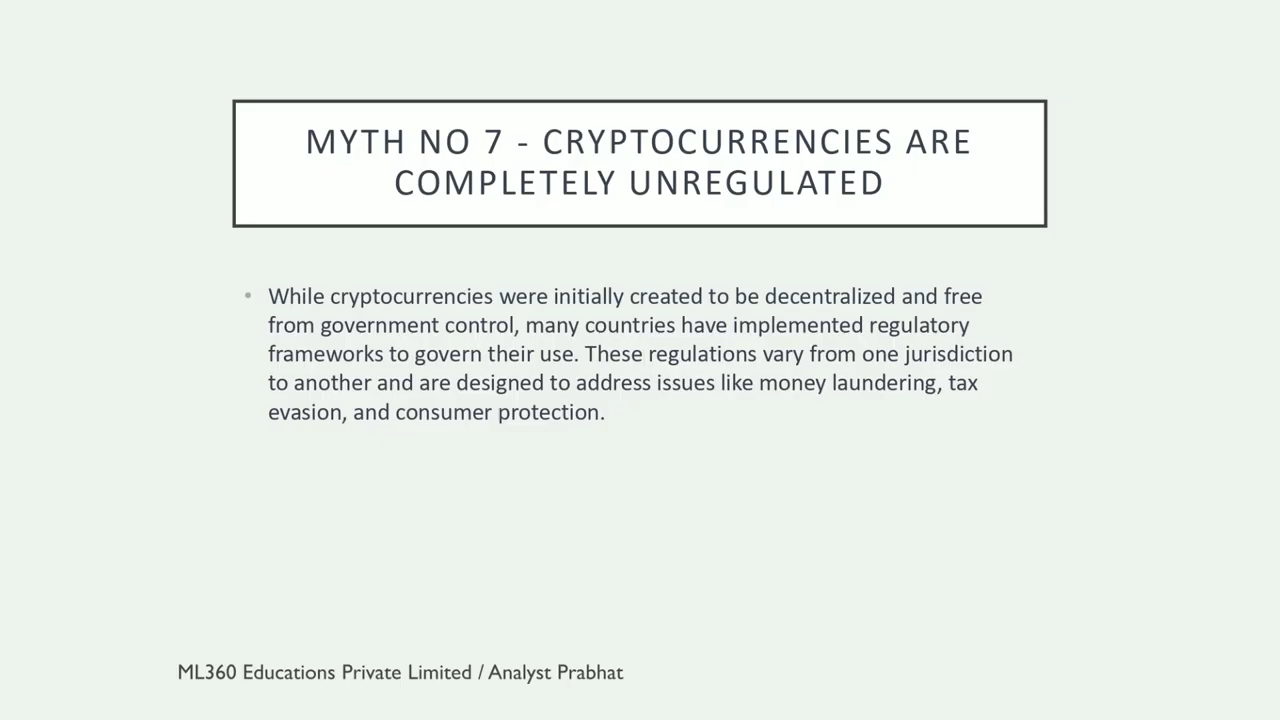 MYTH NO 7 - CRYPTOCURRENCIES ARE
COMPLETELY UNREGULATED
• While cryptocurrencies were initially created to be decentralized and free
from government control, many countries have implemented regulatory
frameworks to govern their use. These regulations vary from one jurisdiction
to another and are designed to address issues like money laundering, tax
evasion, and consumer protection.
ML360 Educations Private Limited / Analyst Prabhat